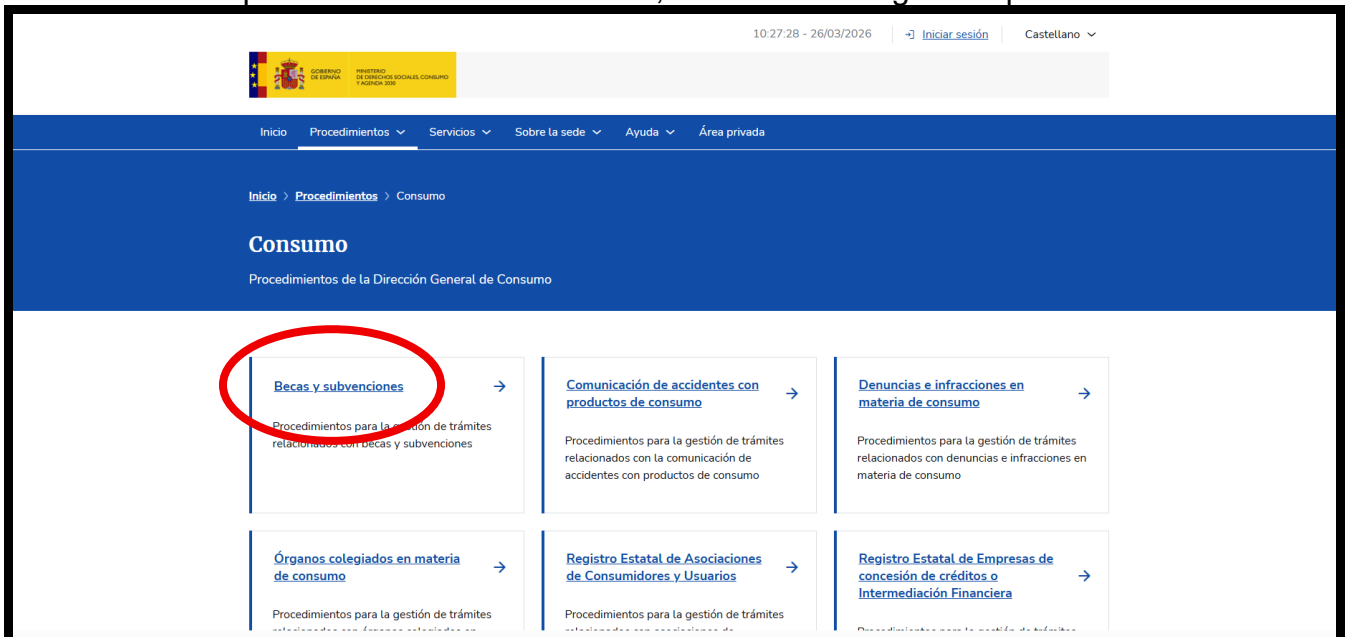 10:27:28 - 26/03/2026 Iniciar sesión Castellano
GOBIERNO DE ESPAÑA
MINISTERIO DE DERECHOS SOCIALES, CONSUMO Y AGENDA 2030
Inicio Procedimientos Servicios Sobre la sede Ayuda Área privada
Inicio > Procedimientos > Consumo
Consumo
Procedimientos de la Dirección General de Consumo
Becas y subvenciones
Procedimientos para la gestión de trámites
relacionados con becas y subvenciones
Comunicación de accidentes con
productos de consumo
Procedimientos para la gestión de trámites
relacionados con la comunicación de
accidentes con productos de consumo
Denuncias e infracciones en
materia de consumo
Procedimientos para la gestión de trámites
relacionados con denuncias e infracciones en
materia de consumo
Órganos colegiados en materia
de consumo
Procedimientos para la gestión de trámites
Registro Estatal de Asociaciones
de Consumidores y Usuarios
Procedimientos para la gestión de trámites
Registro Estatal de Empresas de
concesión de créditos o
Intermediación Financiera
Procedimientos para la gestión de trámites